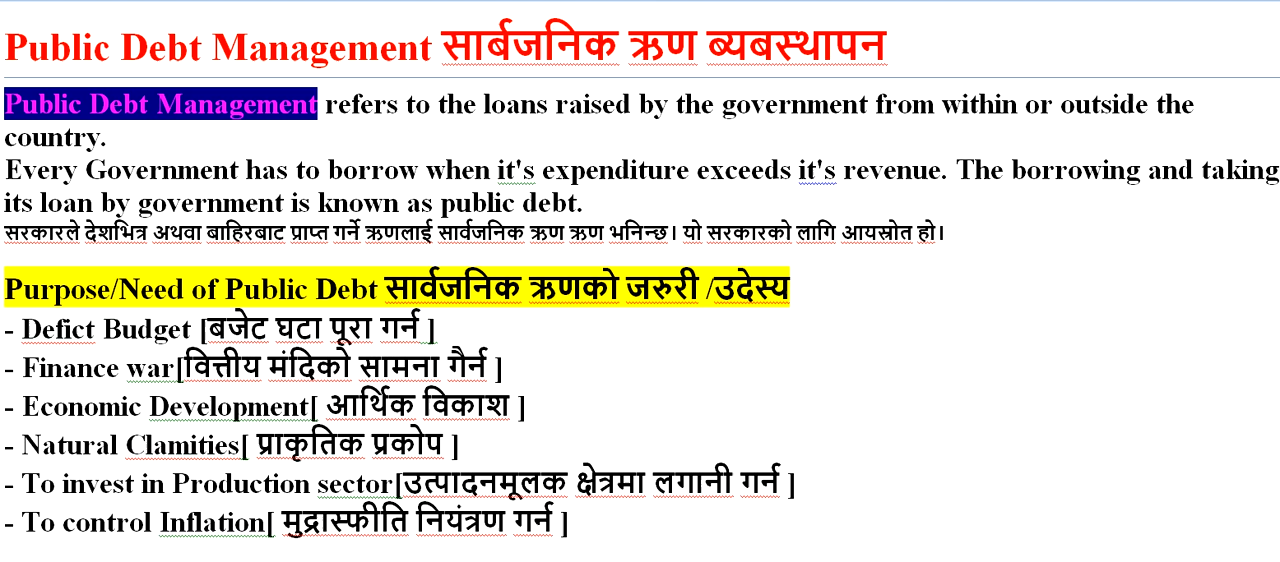 Public Debt Management सार्बजनिक ऋण ब्यबस्थापन
Public Debt Management refers to the loans raised by the government from within or outside the
country.
Every Government has to borrow when it's expenditure exceeds it's revenue. The borrowing and taking
its loan by government is known as public debt.
सरकारले देशभित्र अथवा बाहिरबाट प्राप्त गर्ने ऋणलाई सार्वजनिक ऋण ऋण भनिन्छ। यो सरकारको लागि आयस्रोत हो।
Purpose/Need of Public Debt सार्वजनिक ऋणको जरुरी /उदेस्य
- Defict Budget [बजेट घटा पूरा गर्न ]
- Finance war[वित्तीय मंदिको सामना गैर्न ]
- Economic Development[ आर्थिक विकाश ]
- Natural Clamities[ प्राकृतिक प्रकोप ]
- To invest in Production sector[उत्पादनमूलक क्षेत्रमा लगानी गर्न ]
- To control Inflation[ मुद्रास्फीति नियंत्रण गर्न ]